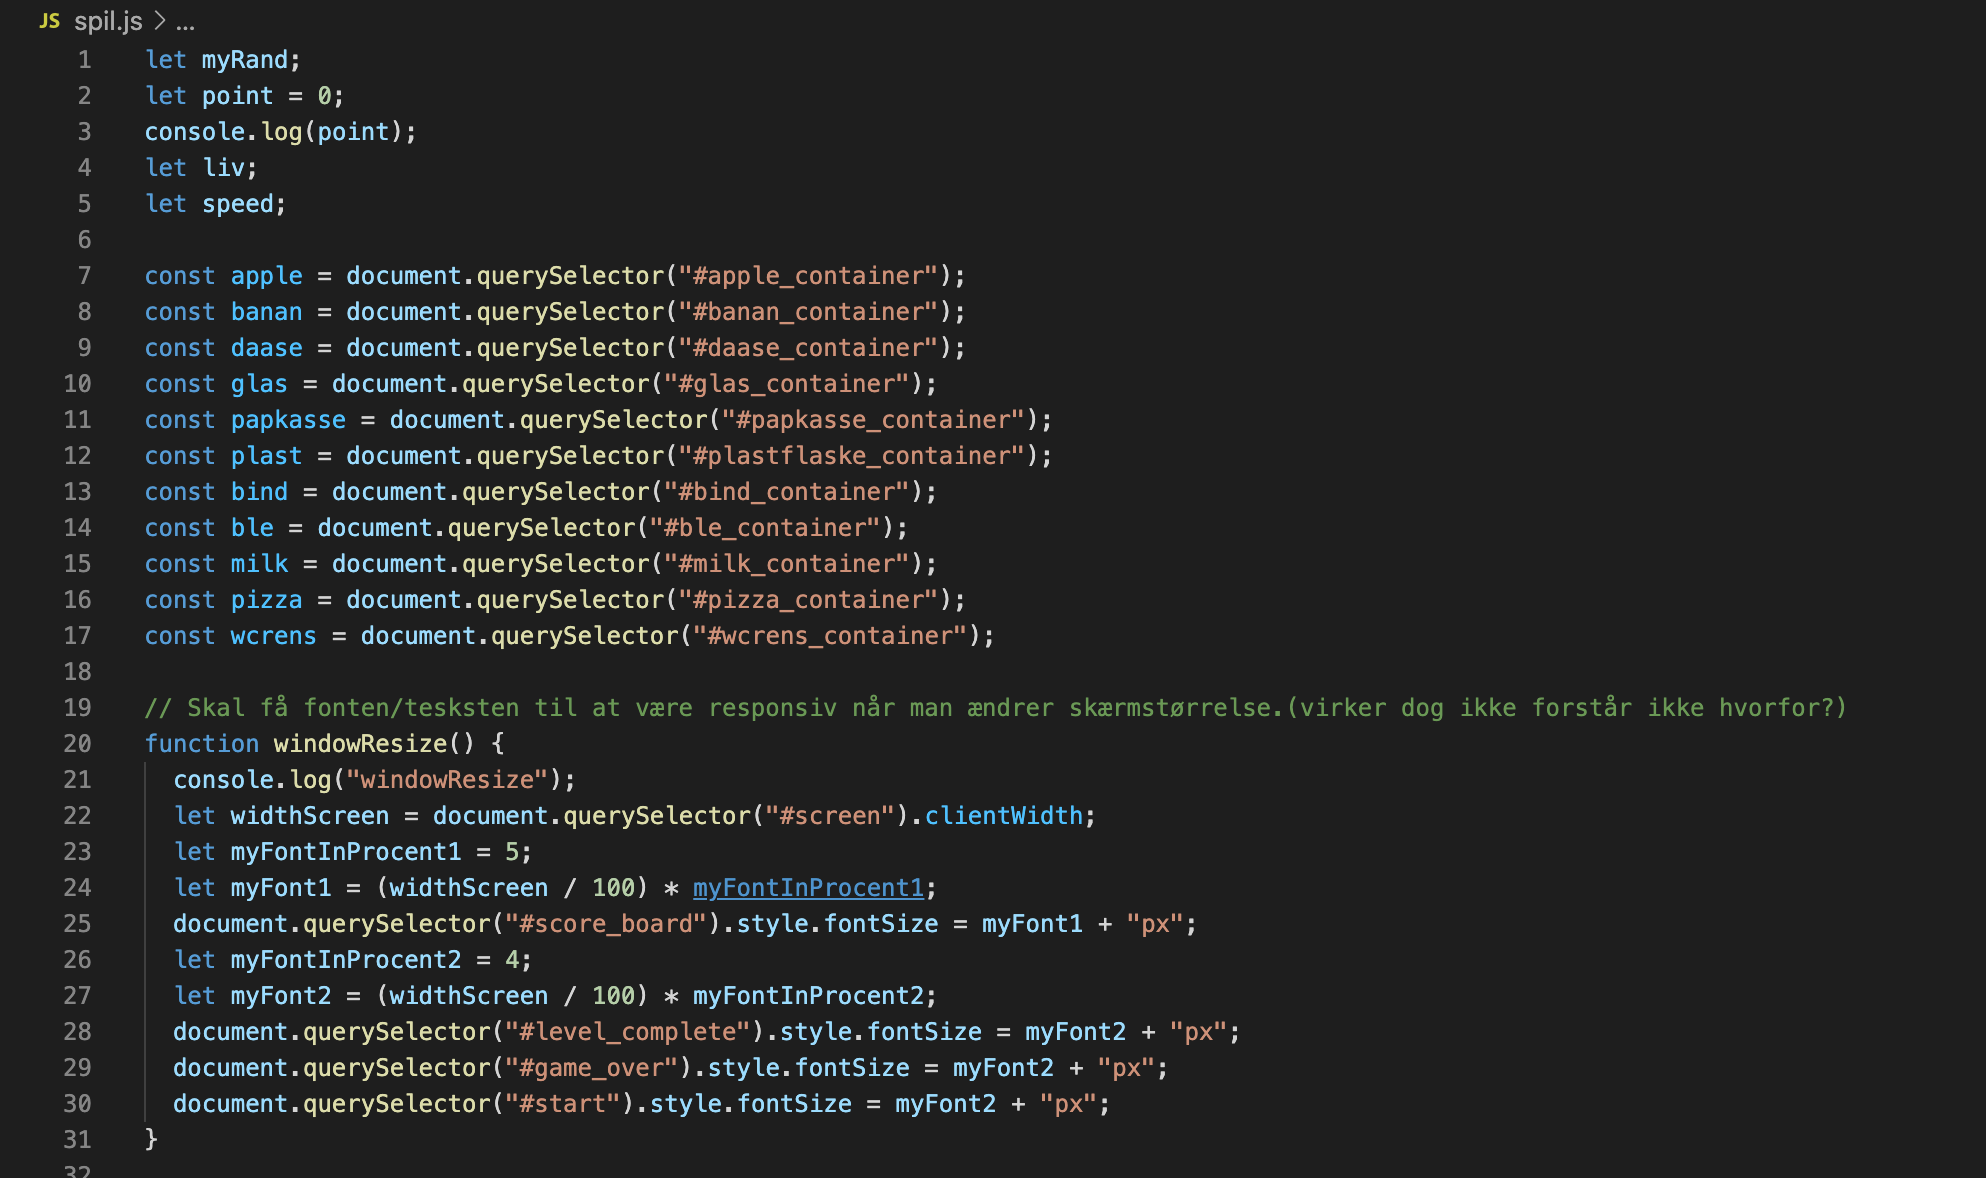 JS spil.js > ...
1 let myRand;
2 let point = 0;
3 console.log(point);
4 let liv;
5 let speed;
6
7 const apple = document.querySelector("#apple_container");
8 const banan = document.querySelector("#banan_container");
9 const daase = document.querySelector("#daase_container");
10 const glas = document.querySelector("#glas_container");
11 const papkasse = document.querySelector("#papkasse_container");
12 const plast = document.querySelector("#plastflaske_container");
13 const bind = document.querySelector("#bind_container");
14 const ble = document.querySelector("#ble_container");
15 const milk = document.querySelector("#milk_container");
16 const pizza = document.querySelector("#pizza_container");
17 const wcrens = document.querySelector("#wcrens_container");
18
19 // Skal få fonten/tesksten til at være responsiv når man ændrer skærmstørrelse.(virker dog ikke forstår ikke hvorfor?)
20 function windowResize() {
21 console.log("windowResize");
22 let widthScreen = document.querySelector("#screen").clientWidth;
23 let myFontInProcent1 = 5;
24 let myFont1 = (widthScreen / 100) * myFontInProcent1;
25 document.querySelector("#score_board").style.fontSize = myFont1 + "px";
26 let myFontInProcent2 = 4;
27 let myFont2 = (widthScreen / 100) * myFontInProcent2;
28 document.querySelector("#level_complete").style.fontSize = myFont2 + "px";
29 document.querySelector("#game_over").style.fontSize = myFont2 + "px";
30 document.querySelector("#start").style.fontSize = myFont2 + "px";
31 }
32